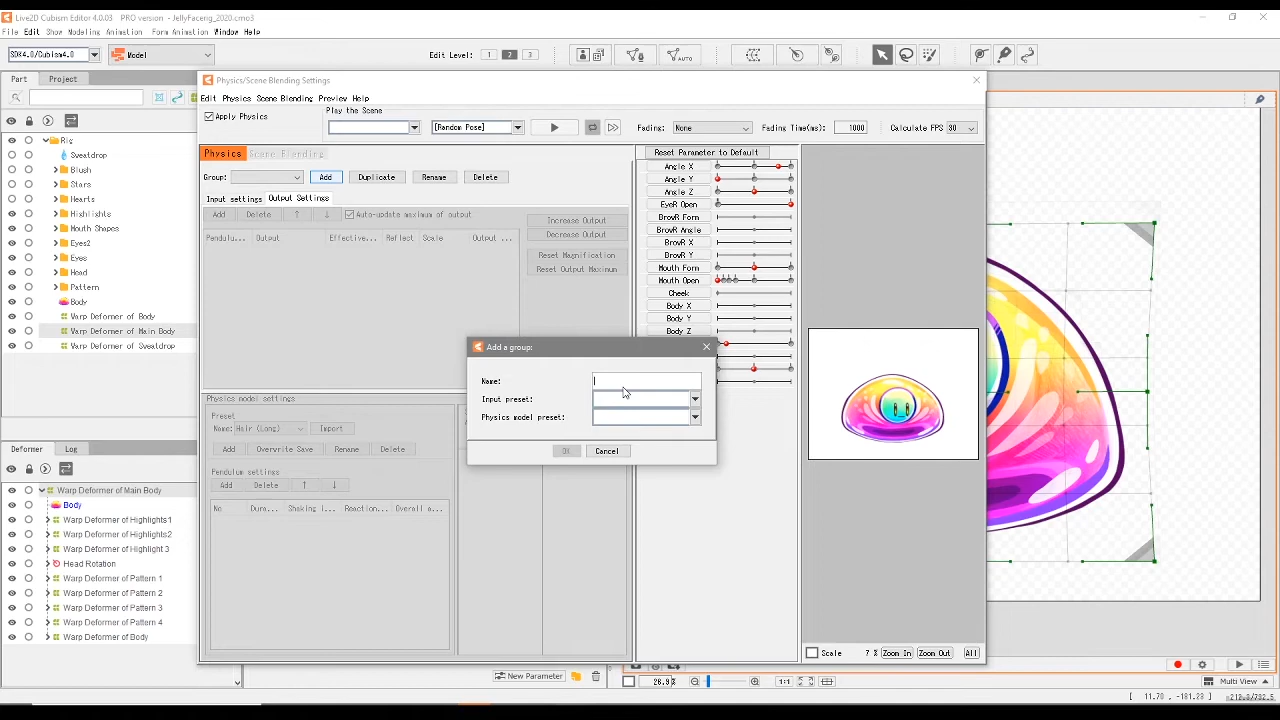 Live2D Cubism Editor 4.0.03    PRO version  - JellyFaceng_2020.cmo3
File Edit Show Modeling Animation Form Animation Window Help
SDK4.0/Cubism4.0 Model Edit Level: 1 2 3 AUTO
Part Project
Rig
Sweatdrop
Blush
Stars
Hearts
Highlights
Mouth Shapes
Eyes2
Eyes
Head
Pattern
Body
Warp Deformer of Body
Warp Deformer of Main Body
Warp Deformer of Sweatdrop
Deformer Log
Warp Deformer of Main Body
Body
Warp Deformer of Highlights1
Warp Deformer of Highlights2
Warp Deformer of Highlight 3
Head Rotation
Warp Deformer of Pattern 1
Warp Deformer of Pattern 2
Warp Deformer of Pattern 3
Warp Deformer of Pattern 4
Warp Deformer of Body
Physics/Scene Blending Settings
Edit Physics Scene Blending Preview Help
Apply Physics
Play the Scene
[Random Pose] Fading: None Fading Time(ms): 1000 Calculate FPS 30
Physics Scene Blending
Group: Add Duplicate Rename Delete
Input settings Output Settings
Add Delete ↑ ↓ Auto-update maximum of output
Pendulu... Output Effective... Reflect Scale Output ...
Increase Output
Decrease Output
Reset Magnification
Reset Output Maximum
Reset Parameter to Default
Angle X
Angle Y
Angle Z
EyeR Open
BrowR Form
BrowR Angle
BrowR X
BrowR Y
Mouth Form
Mouth Open
Cheek
Body X
Body Y
Body Z
Add a group:
Name:
Input preset:
Physics model preset:
OK Cancel
Physics model settings
Preset
Name: Hair (Long) Import
Add Overwrite Save Rename Delete
Pendulum settings
Add Delete ↑ ↓
No Dura... Shaking i... Reaction... Overall a...
Scale 7 % Zoom In Zoom Out All
New Parameter
26.9% 1:1
Multi View
[ 11.70 , -181.23 ]